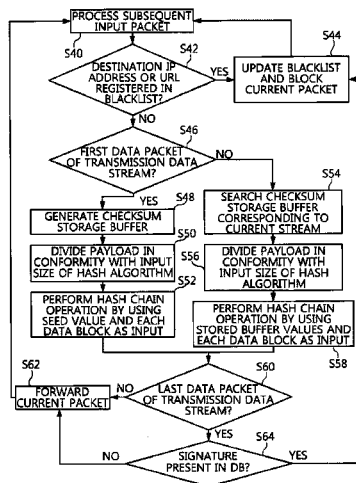 PROCESS SUBSEQUENT
INPUT PACKET
S40
S42
DESTINATION IP
ADDRESS OR URL
REGISTERED IN
BLACKLIST?
YES
S44
UPDATE BLACKLIST
AND BLOCK
CURRENT PACKET
NO
S46
FIRST DATA PACKET
OF TRANSMISSION DATA
STREAM?
NO
YES
S48
GENERATE CHECKSUM
STORAGE BUFFER
S50
DIVIDE PAYLOAD IN
CONFORMITY WITH INPUT
SIZE OF HASH ALGORITHM
S52
PERFORM HASH CHAIN
OPERATION BY USING
SEED VALUE AND EACH
DATA BLOCK AS INPUT
S54
SEARCH CHECKSUM
STORAGE BUFFER
CORRESPONDING TO
CURRENT STREAM
S56
DIVIDE PAYLOAD IN
CONFORMITY WITH
INPUT SIZE OF HASH
ALGORITHM
PERFORM HASH CHAIN
OPERATION BY USING
STORED BUFFER VALUES AND
EACH DATA BLOCK AS INPUT
S58
S60
LAST DATA PACKET
OF TRANSMISSION DATA
STREAM?
NO
S62
FORWARD
CURRENT PACKET
YES
S64
SIGNATURE
PRESENT IN DB?
NO
YES